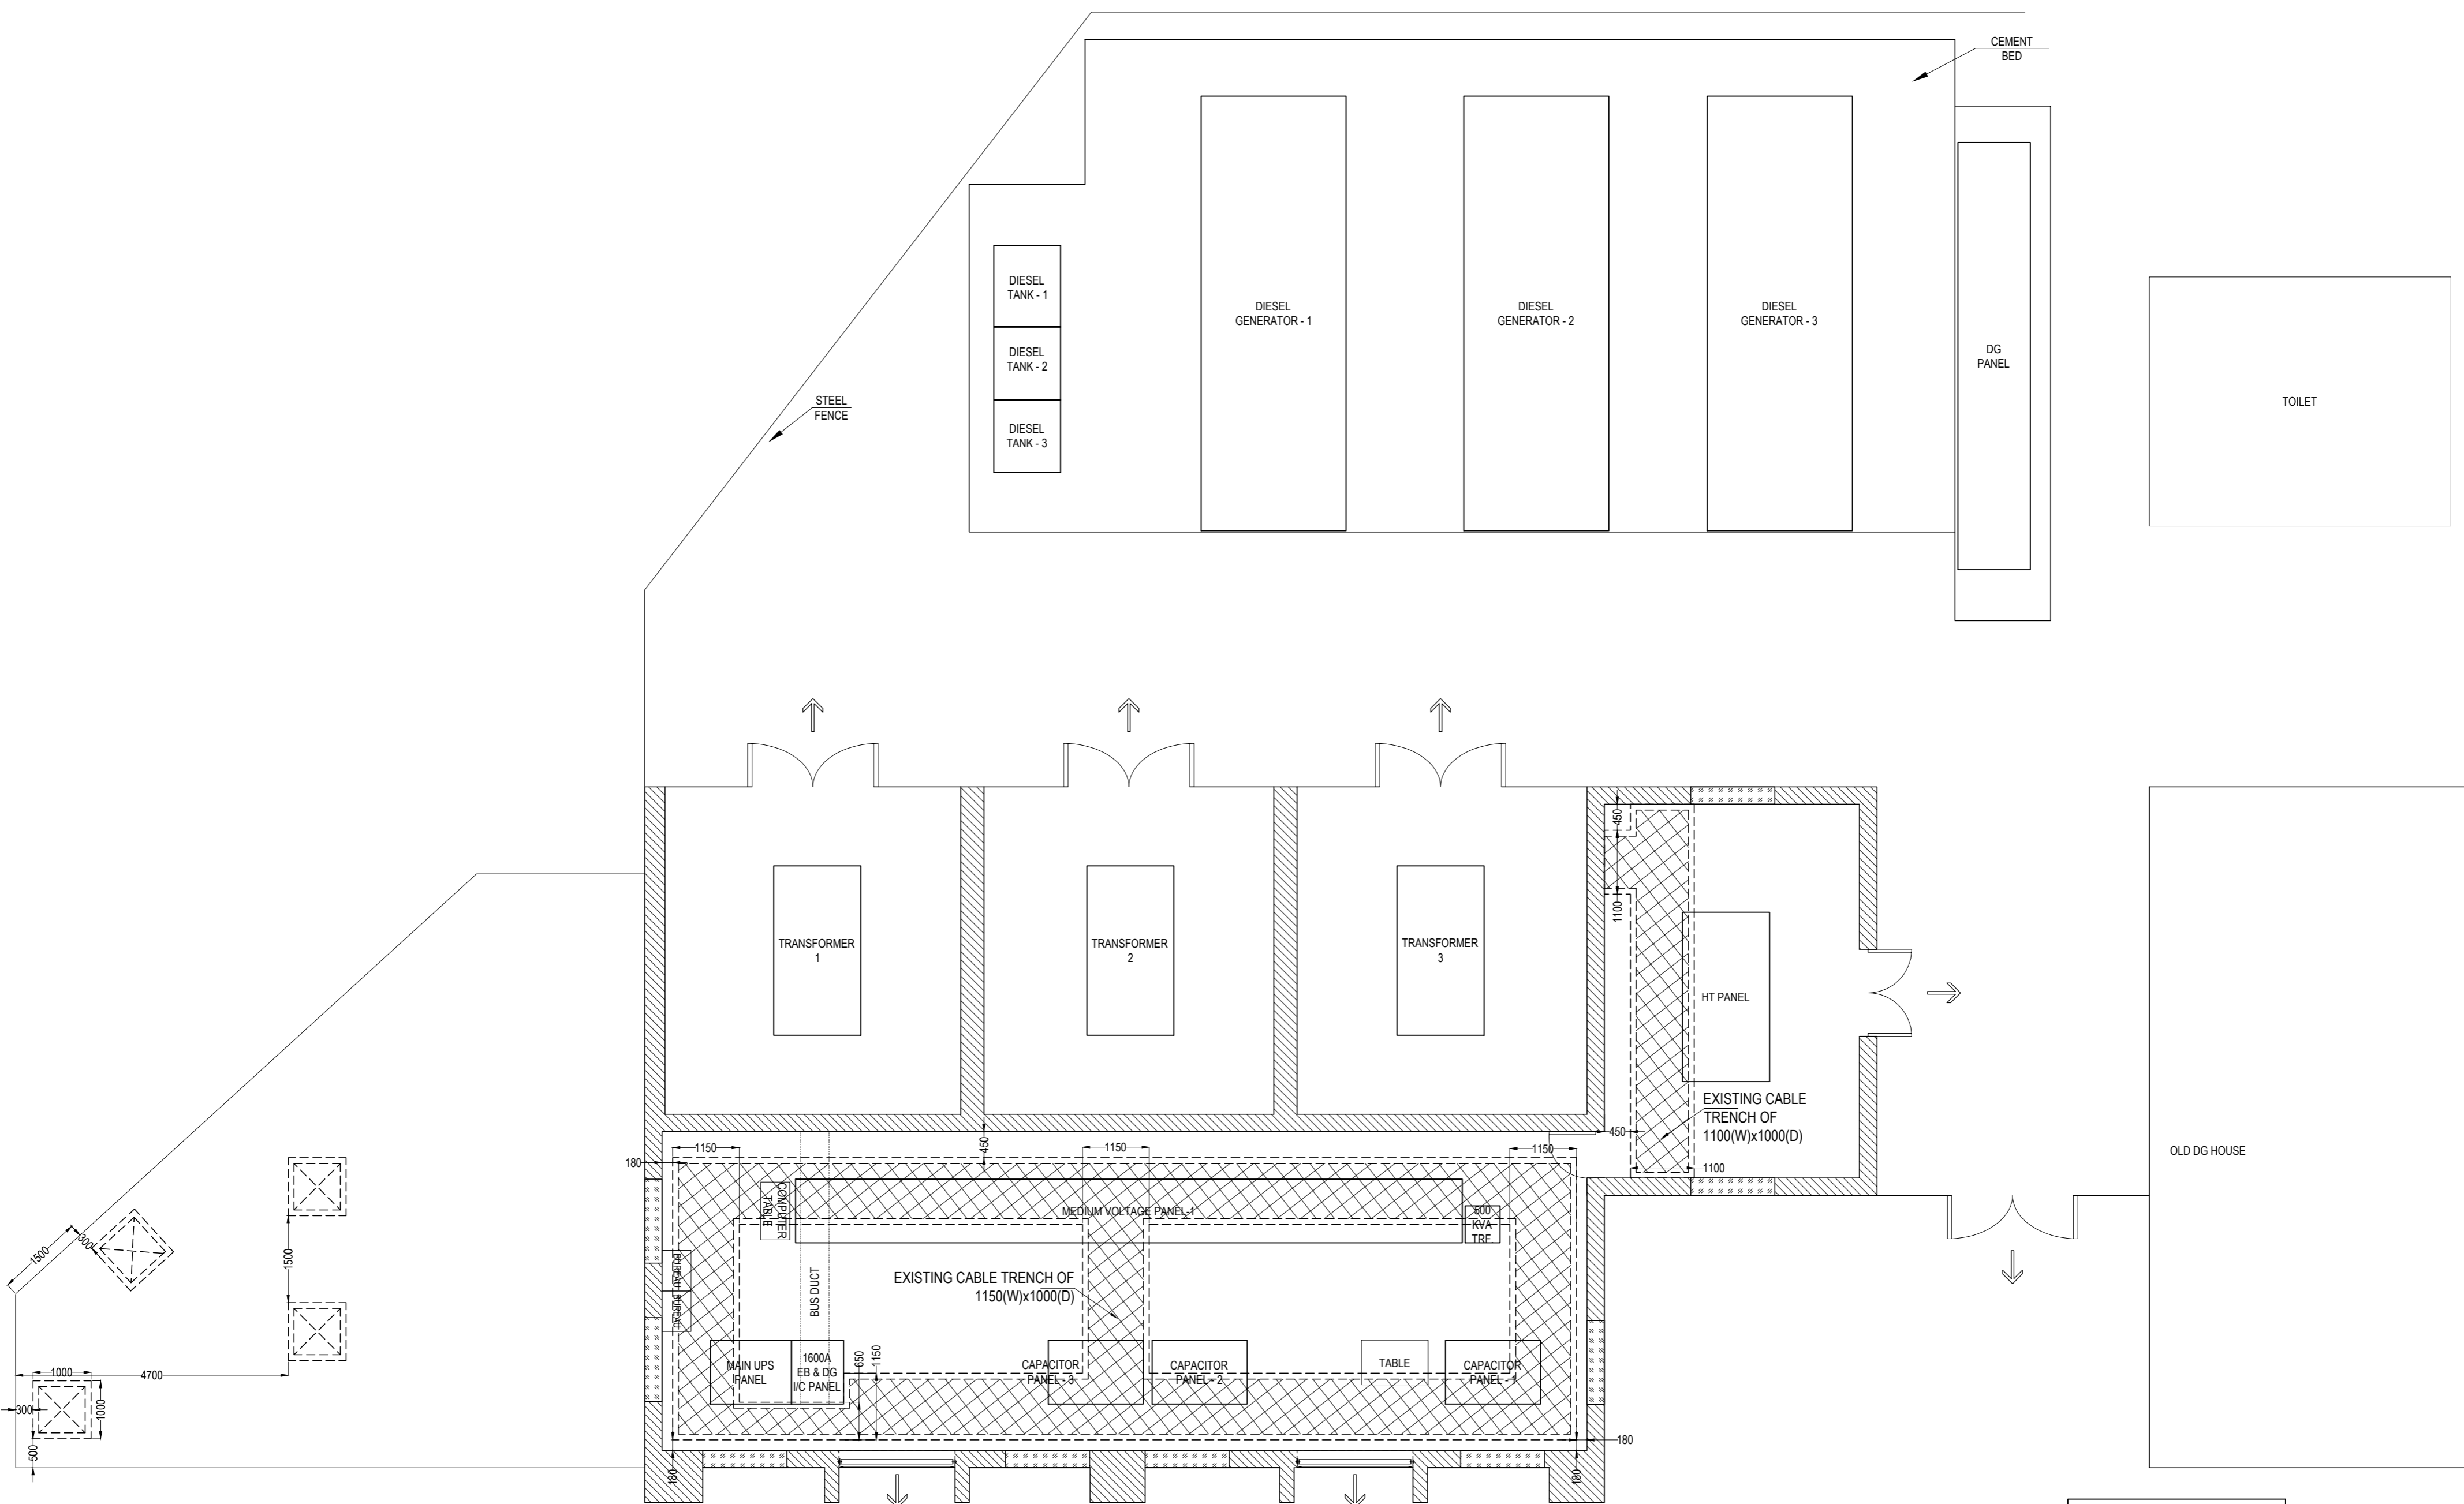 CEMENT
BED
DIESEL
TANK - 1
DIESEL
TANK - 2
DIESEL
TANK - 3
DIESEL
GENERATOR - 1
DIESEL
GENERATOR - 2
DIESEL
GENERATOR - 3
DG
PANEL
TOILET
STEEL
FENCE
TRANSFORMER
1
TRANSFORMER
2
TRANSFORMER
3
450
1100
HT PANEL
EXISTING CABLE
TRENCH OF
1100(W)x1000(D)
450
1100
OLD DG HOUSE
1150
450
1150
1150
180
COMPUTER
TABLE
MEDIUM VOLTAGE PANEL-1
500
KVA
TRF
BUREAU
BUREAU
BUS DUCT
EXISTING CABLE TRENCH OF
1150(W)x1000(D)
MAIN UPS
PANEL
1600A
EB & DG
I/C PANEL
650
1150
CAPACITOR
PANEL - 3
CAPACITOR
PANEL - 2
TABLE
CAPACITOR
PANEL - 1
180
180
180
1500
300
1500
1000
4700
300
1000
500